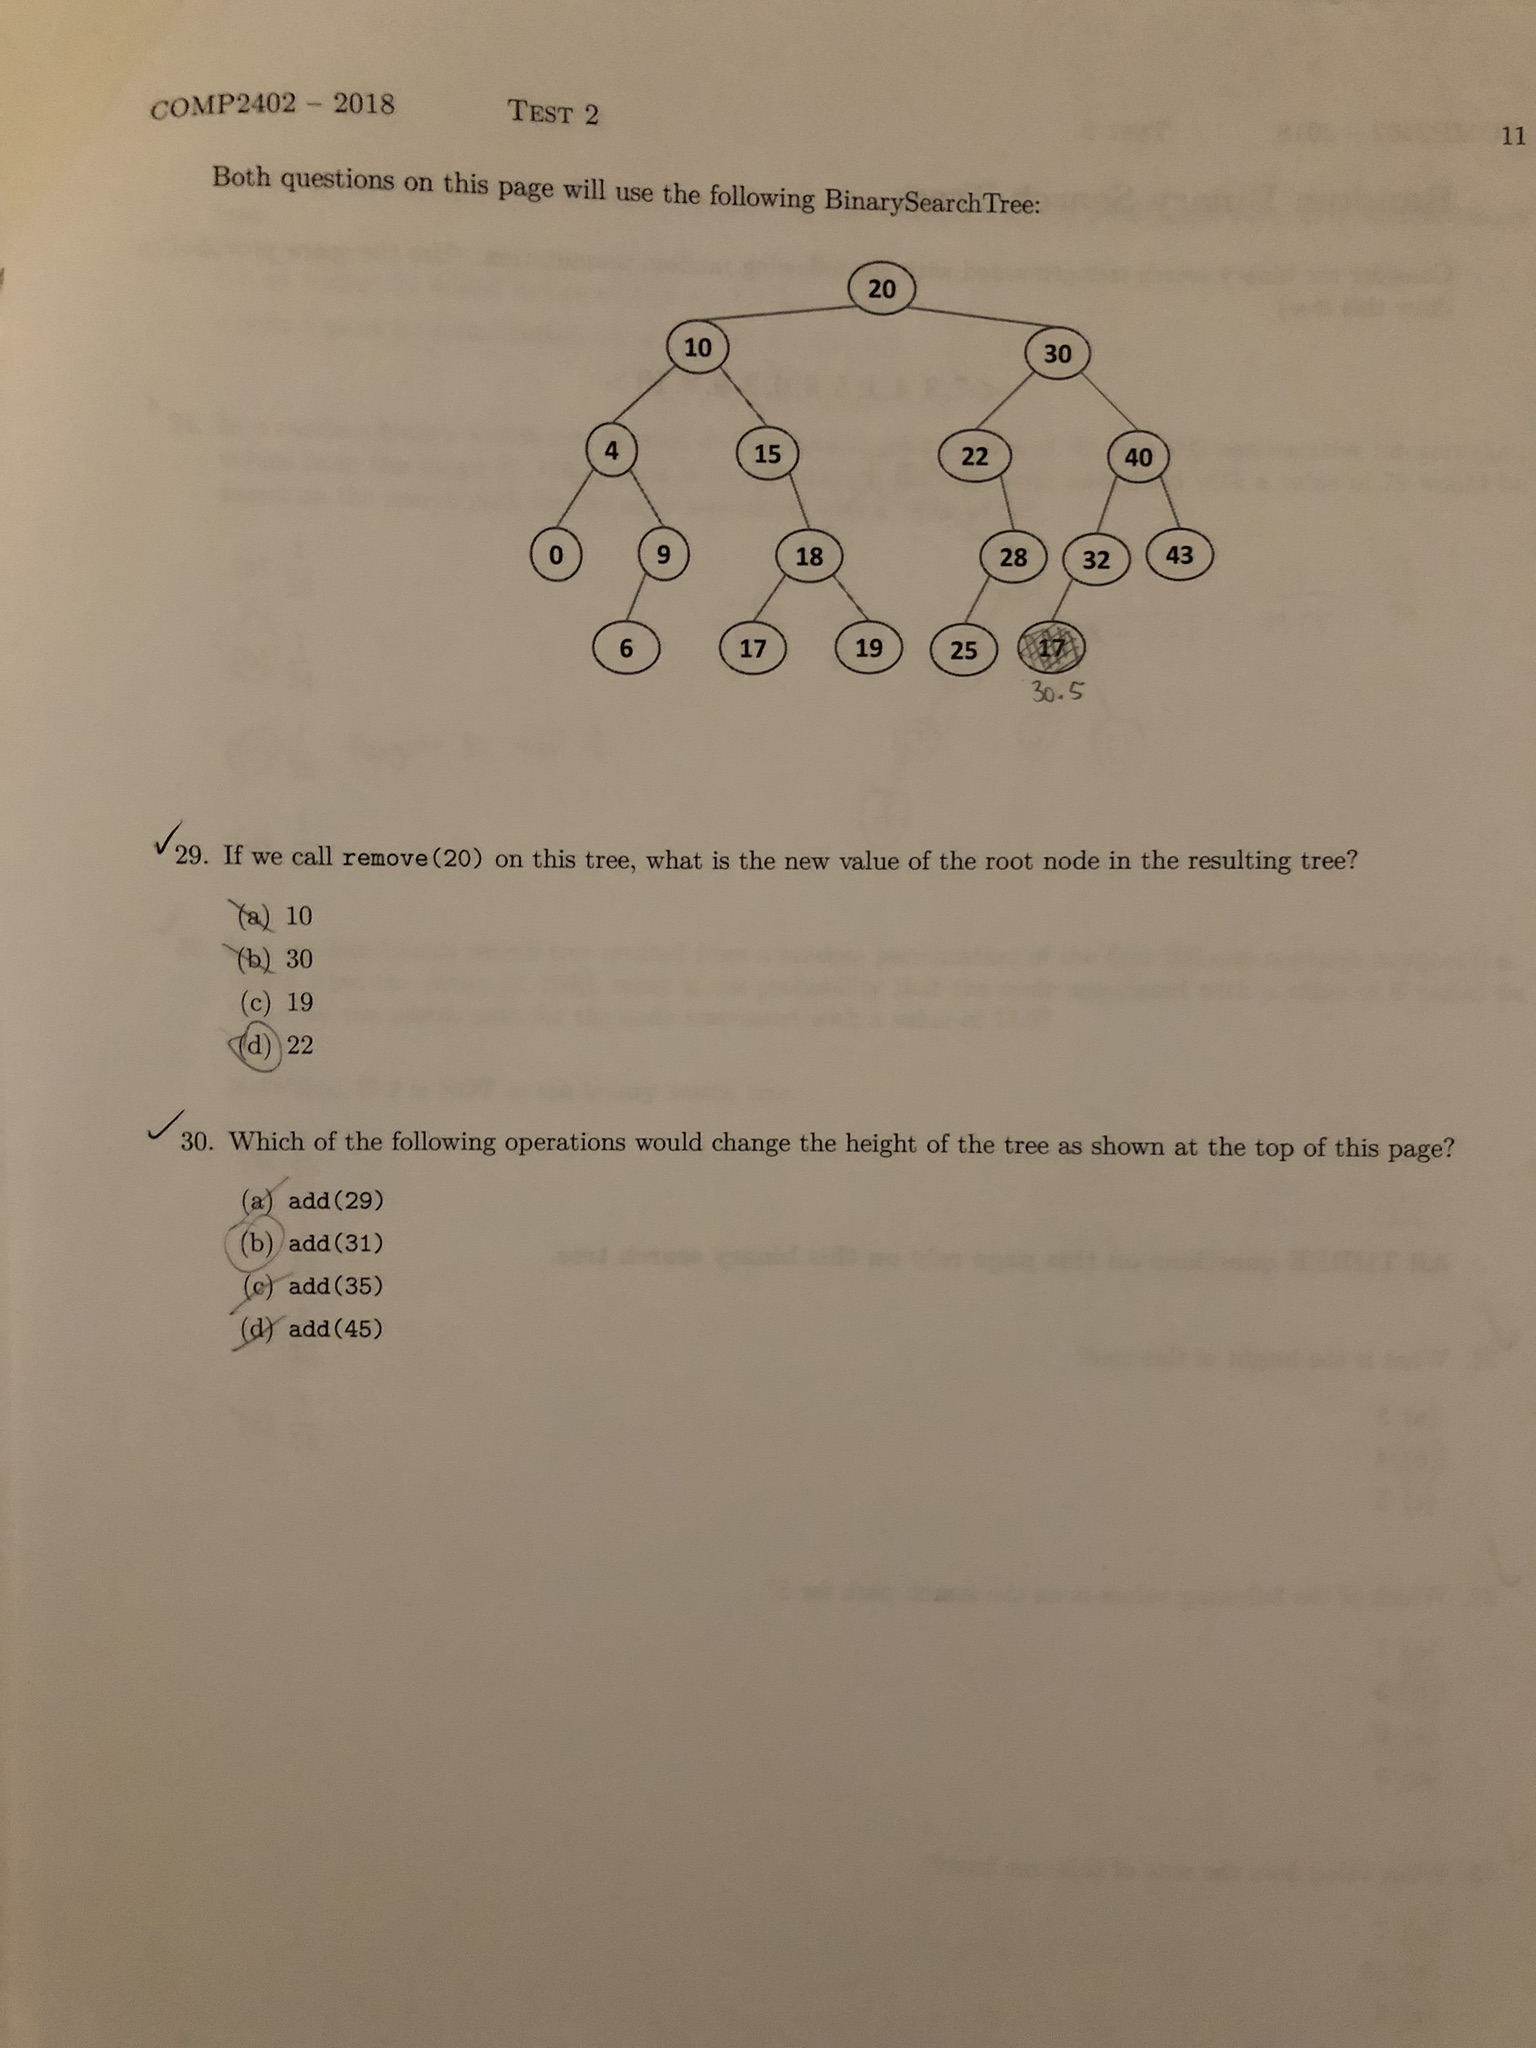 COMP2402 – 2018 TEST 2
11
Both questions on this page will use the following BinarySearchTree:
20
10 30
4 15 22 40
0 9 18 28 32 43
6 17 19 25 17
30.5
29. If we call remove(20) on this tree, what is the new value of the root node in the resulting tree?
(a) 10
(b) 30
(c) 19
(d) 22
30. Which of the following operations would change the height of the tree as shown at the top of this page?
(a) add(29)
(b) add(31)
(c) add(35)
(d) add(45)